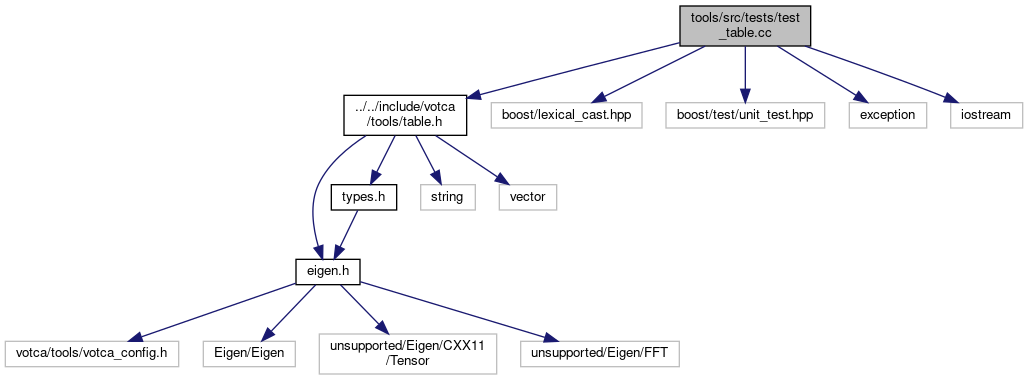 tools/src/tests/test
_table.cc
../../include/votca
/tools/table.h
boost/lexical_cast.hpp
boost/test/unit_test.hpp
exception
iostream
types.h
string
vector
eigen.h
votca/tools/votca_config.h
Eigen/Eigen
unsupported/Eigen/CXX11
/Tensor
unsupported/Eigen/FFT